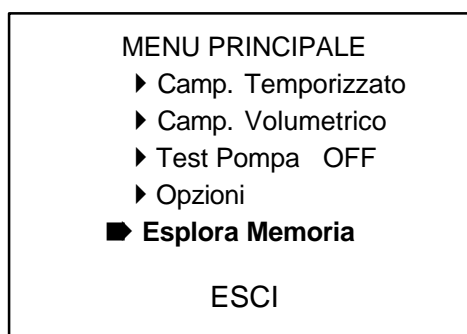 MENU PRINCIPALE
Camp. Temporizzato
Camp. Volumetrico
Test Pompa OFF
Opzioni
Esplora Memoria
ESCI